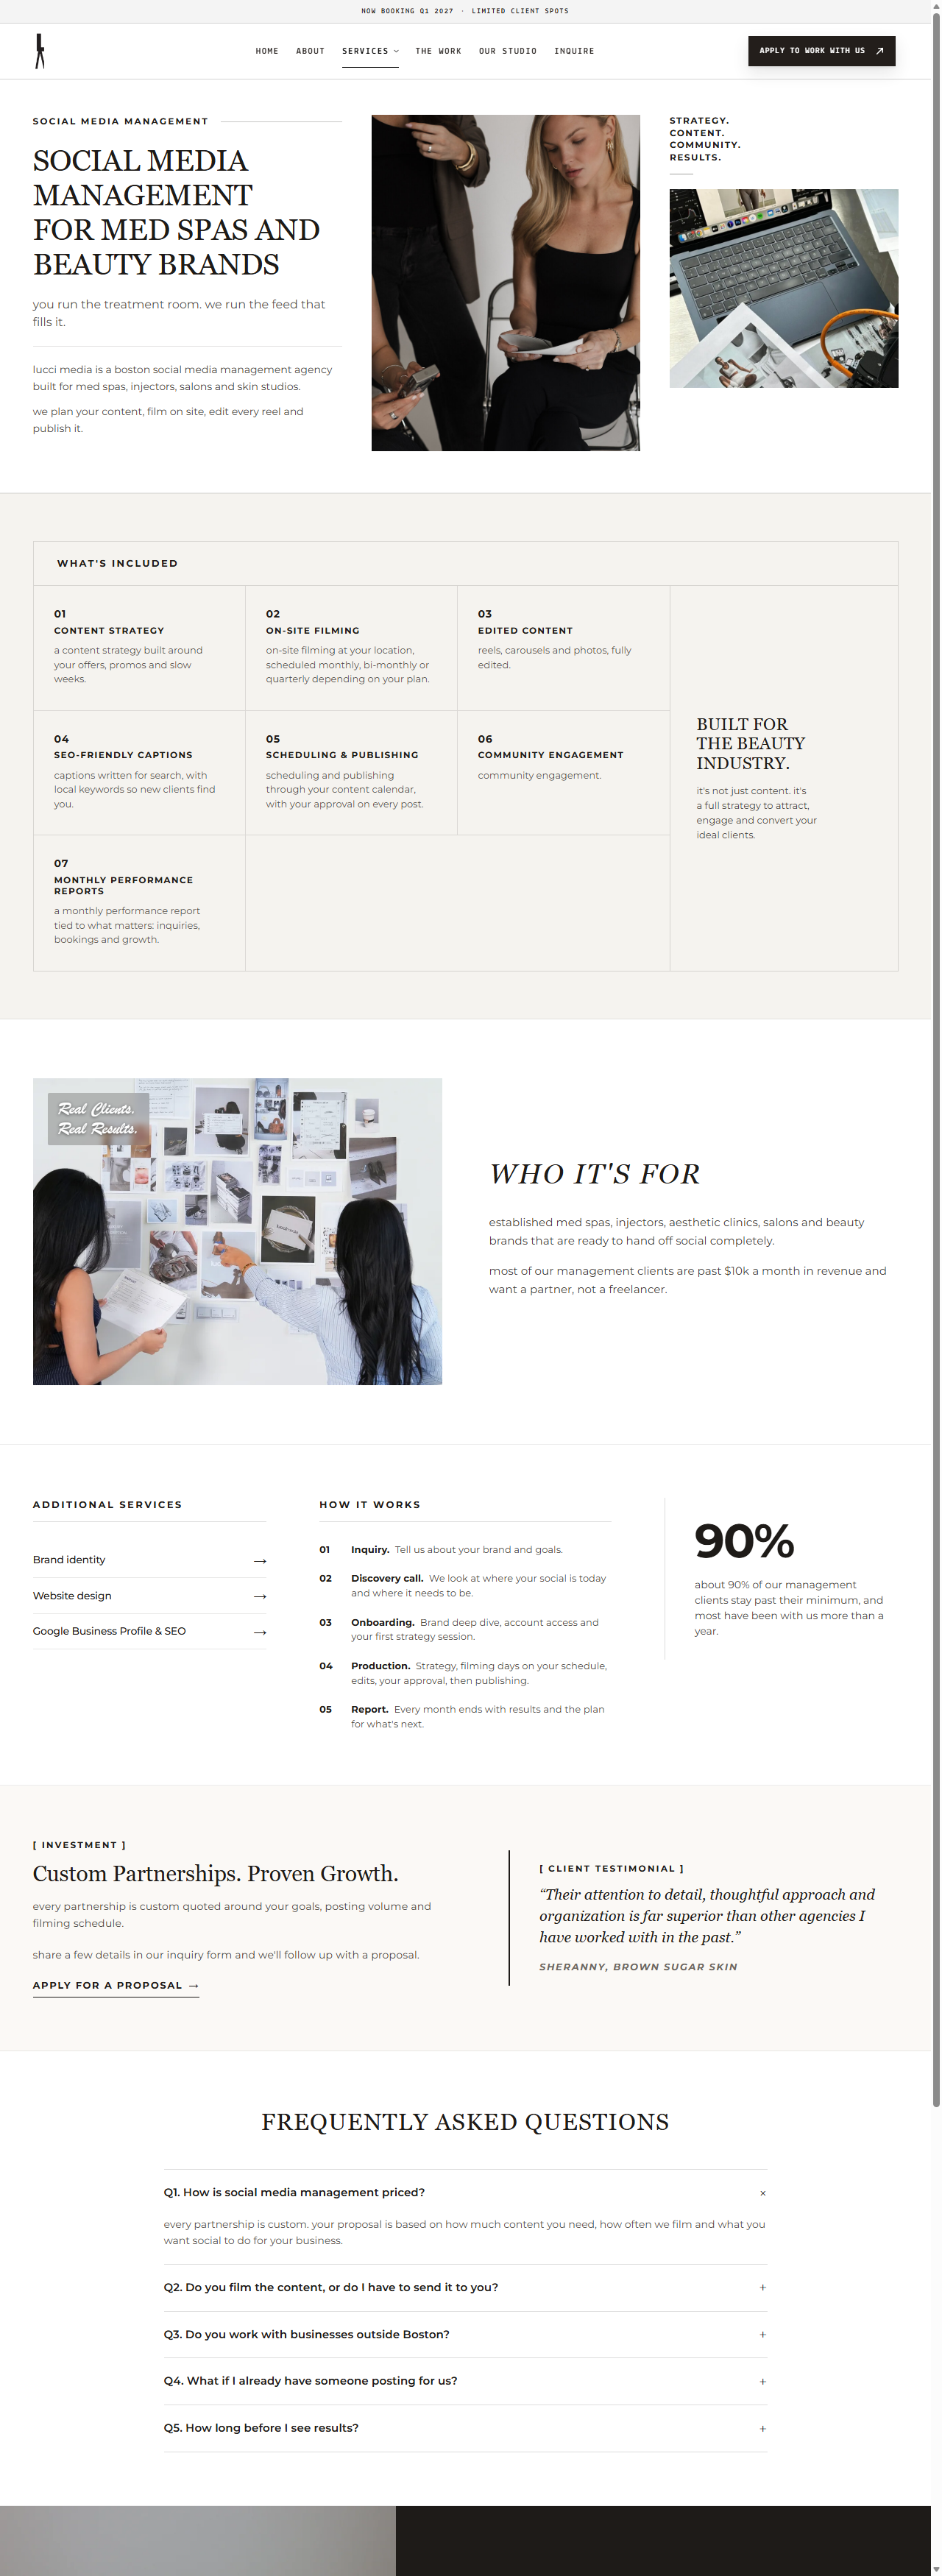 NOW BOOKING Q1 2027 · LIMITED CLIENT SPOTS
HOME ABOUT SERVICES THE WORK OUR STUDIO INQUIRE
APPLY TO WORK WITH US ↗
SOCIAL MEDIA MANAGEMENT
SOCIAL MEDIA
MANAGEMENT
FOR MED SPAS AND
BEAUTY BRANDS
you run the treatment room. we run the feed that
fills it.
lucci media is a boston social media management agency
built for med spas, injectors, salons and skin studios.
we plan your content, film on site, edit every reel and
publish it.
STRATEGY.
CONTENT.
COMMUNITY.
RESULTS.
WHAT'S INCLUDED
01
CONTENT STRATEGY
a content strategy built around
your offers, promos and slow
weeks.
02
ON-SITE FILMING
on-site filming at your location,
scheduled monthly, bi-monthly or
quarterly depending on your plan.
03
EDITED CONTENT
reels, carousels and photos, fully
edited.
04
SEO-FRIENDLY CAPTIONS
captions written for search, with
local keywords so new clients find
you.
05
SCHEDULING & PUBLISHING
scheduling and publishing
through your content calendar,
with your approval on every post.
06
COMMUNITY ENGAGEMENT
community engagement.
07
MONTHLY PERFORMANCE
REPORTS
a monthly performance report
tied to what matters: inquiries,
bookings and growth.
BUILT FOR
THE BEAUTY
INDUSTRY.
it's not just content. it's
a full strategy to attract,
engage and convert your
ideal clients.
Real Clients.
Real Results.
WHO IT'S FOR
established med spas, injectors, aesthetic clinics, salons and beauty
brands that are ready to hand off social completely.
most of our management clients are past $10k a month in revenue and
want a partner, not a freelancer.
ADDITIONAL SERVICES
Brand identity →
Website design →
Google Business Profile & SEO →
HOW IT WORKS
01 Inquiry. Tell us about your brand and goals.
02 Discovery call. We look at where your social is today
and where it needs to be.
03 Onboarding. Brand deep dive, account access and
your first strategy session.
04 Production. Strategy, filming days on your schedule,
edits, your approval, then publishing.
05 Report. Every month ends with results and the plan
for what's next.
90%
about 90% of our management
clients stay past their minimum, and
most have been with us more than a
year.
[ INVESTMENT ]
Custom Partnerships. Proven Growth.
every partnership is custom quoted around your goals, posting volume and
filming schedule.
share a few details in our inquiry form and we'll follow up with a proposal.
APPLY FOR A PROPOSAL →
[ CLIENT TESTIMONIAL ]
“Their attention to detail, thoughtful approach and
organization is far superior than other agencies I
have worked with in the past.”
SHERANNY, BROWN SUGAR SKIN
FREQUENTLY ASKED QUESTIONS
Q1. How is social media management priced? ×
every partnership is custom. your proposal is based on how much content you need, how often we film and what you
want social to do for your business.
Q2. Do you film the content, or do I have to send it to you? +
Q3. Do you work with businesses outside Boston? +
Q4. What if I already have someone posting for us? +
Q5. How long before I see results? +